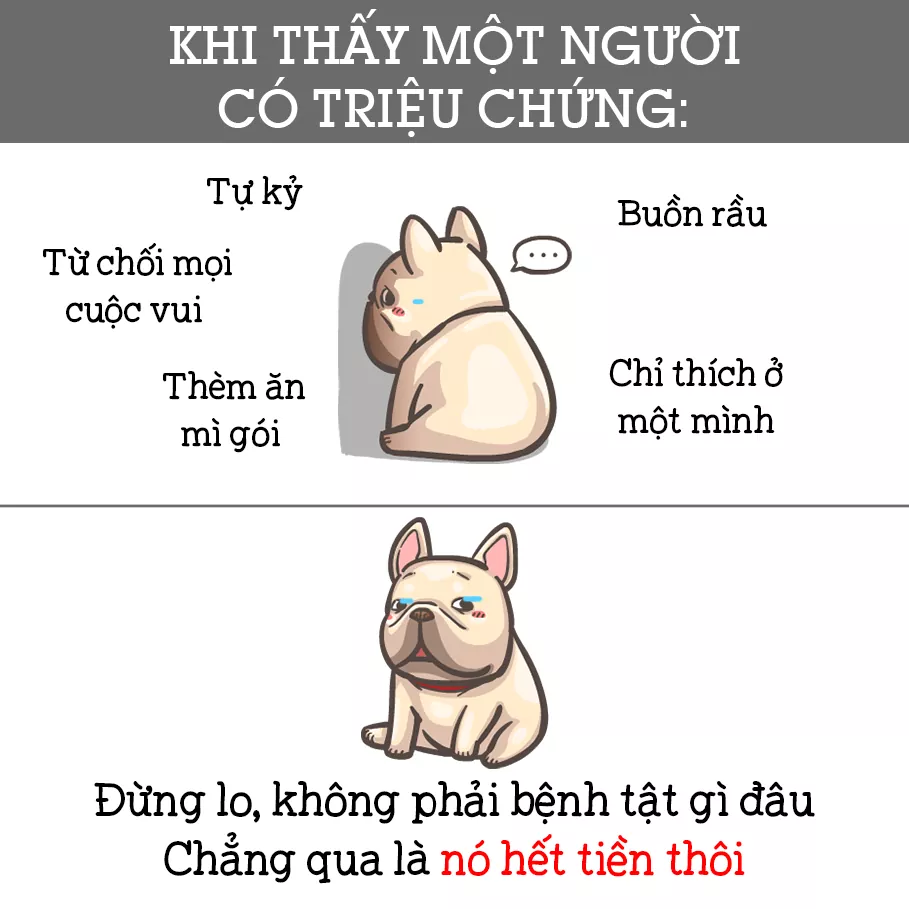 KHI THẤY MỘT NGƯỜI
CÓ TRIỆU CHỨNG:
Tự kỷ
Buồn rầu
Từ chối mọi
cuộc vui
Thèm ăn
mì gói
Chỉ thích ở
một mình
Đừng lo, không phải bệnh tật gì đâu
Chẳng qua là nó hết tiền thôi